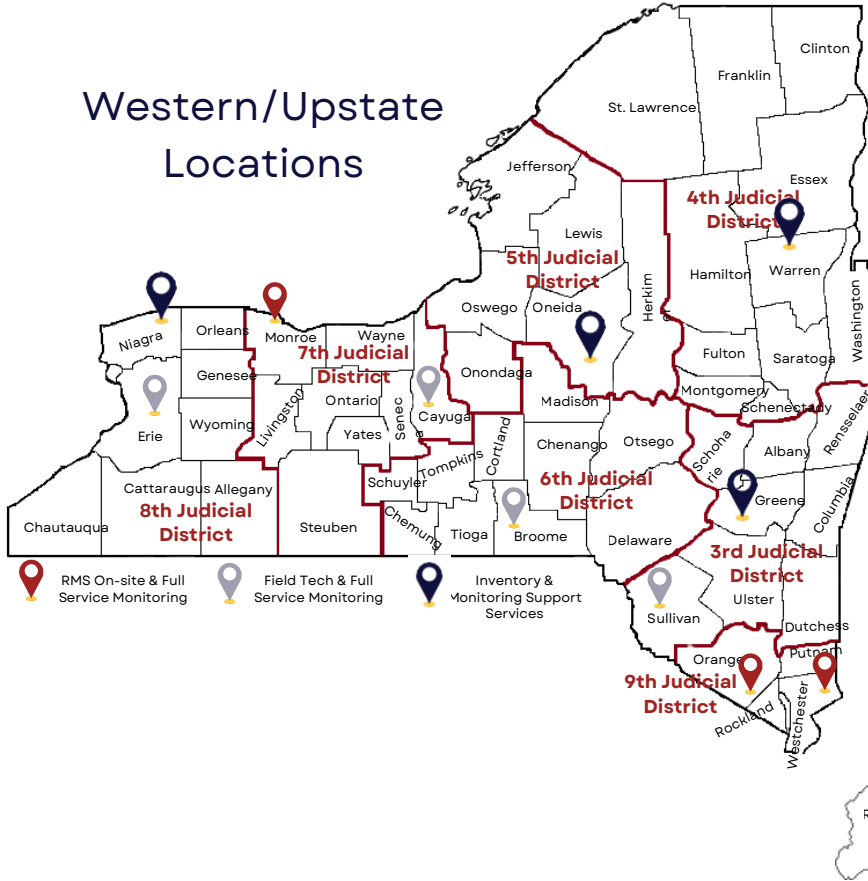 Western/Upstate
Locations
Clinton
Franklin
St. Lawrence
Jefferson
Essex
4th Judicial
District
Lewis
5th Judicial
District
Hamilton
Warren
Herkim
er
Washington
Oswego
Oneida
Niagra
Orleans
Monroe
Wayne
7th Judicial
District
Fulton
Saratoga
Genesee
Onondaga
Ontario
Livingston
Senec
a
Cayuga
Madison
Montgomery
Schenectady
Rensselaer
Erie
Wyoming
Yates
Cortland
Chenango
Otsego
Schoha
rie
Albany
Tompkins
Schuyler
6th Judicial
District
Cattaraugus
Allegany
8th Judicial
District
Greene
Columbia
Chautauqua
Steuben
Chemung
Tioga
Broome
Delaware
3rd Judicial
District
RMS On-site & Full
Service Monitoring
Field Tech & Full
Service Monitoring
Inventory &
Monitoring Support
Services
Ulster
Sullivan
Dutchess
Orange
Putnam
9th Judicial
District
Rockland
Westchester
R